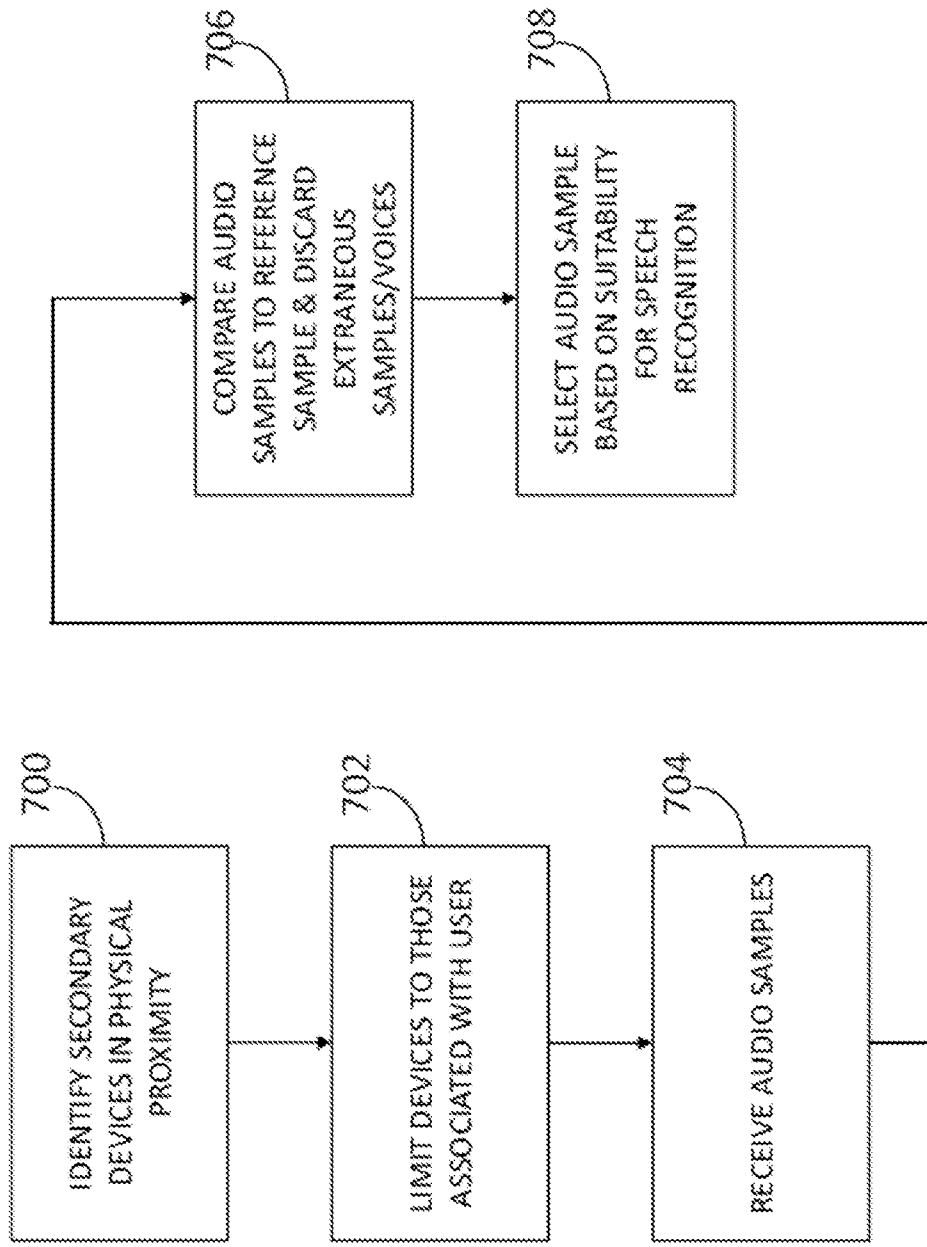 700
IDENTIFY SECONDARY
DEVICES IN PHYSICAL
PROXIMITY
702
LIMIT DEVICES TO THOSE
ASSOCIATED WITH USER
704
RECEIVE AUDIO SAMPLES
706
COMPARE AUDIO
SAMPLES TO REFERENCE
SAMPLE & DISCARD
EXTRANEOUS
SAMPLES/VOICES
708
SELECT AUDIO SAMPLE
BASED ON SUITABILITY
FOR SPEECH
RECOGNITION